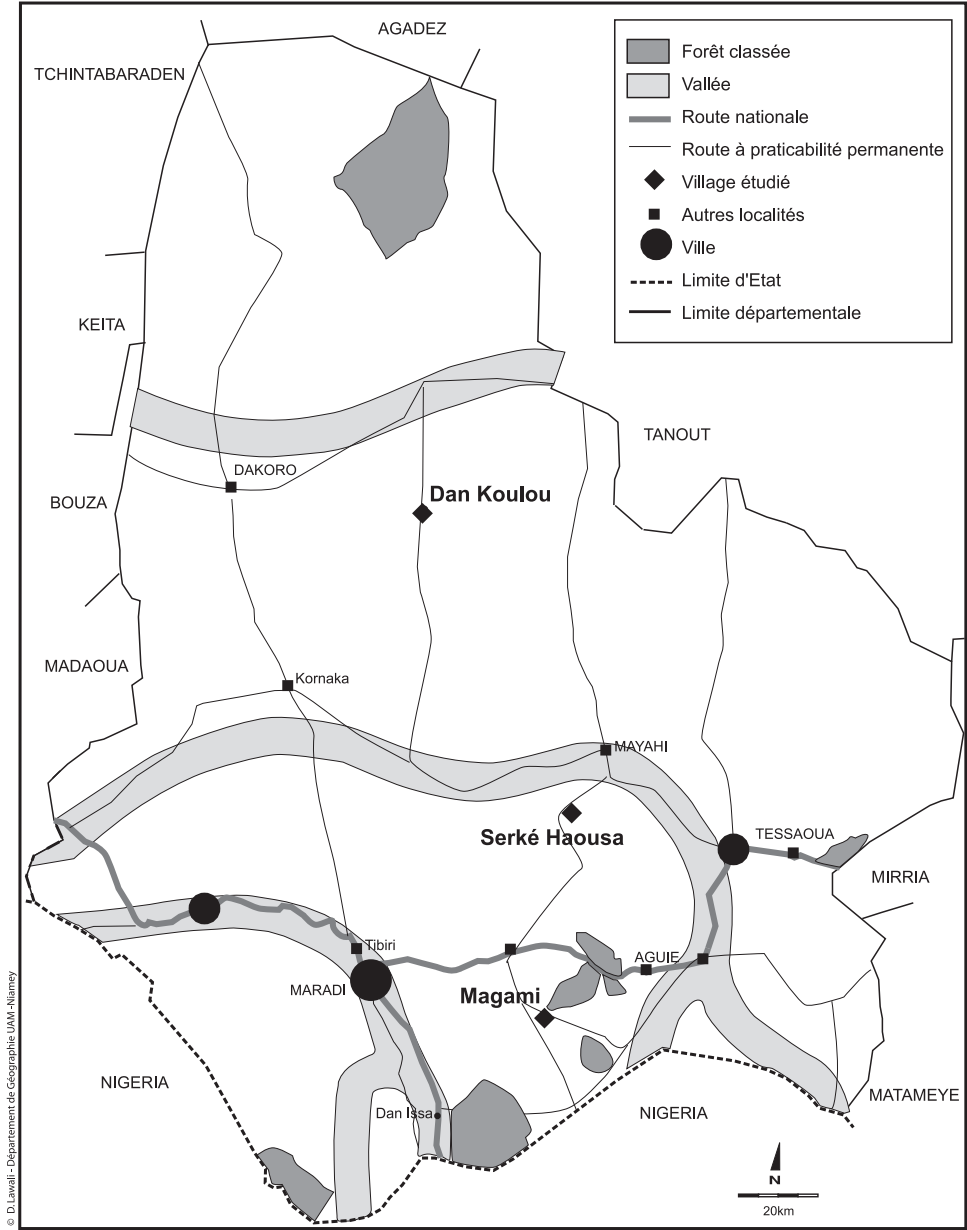 AGADEZ
TCHINTABARADEN
Forêt classée
Vallée
Route nationale
Route à praticabilité permanente
Village étudié
Autres localités
Ville
Limite d'Etat
Limite départementale
KEITA
TANOUT
DAKORO
Dan Koulou
BOUZA
MADAOUA
Kornaka
MAYAHI
Serké Haousa
TESSAOUA
MIRRIA
Tibiri
AGUIE
MARADI
Magami
NIGERIA
Dan Issa
NIGERIA
MATAMEYE
N
20km
© D.Lawali - Département de Géographie UAM -Niamey